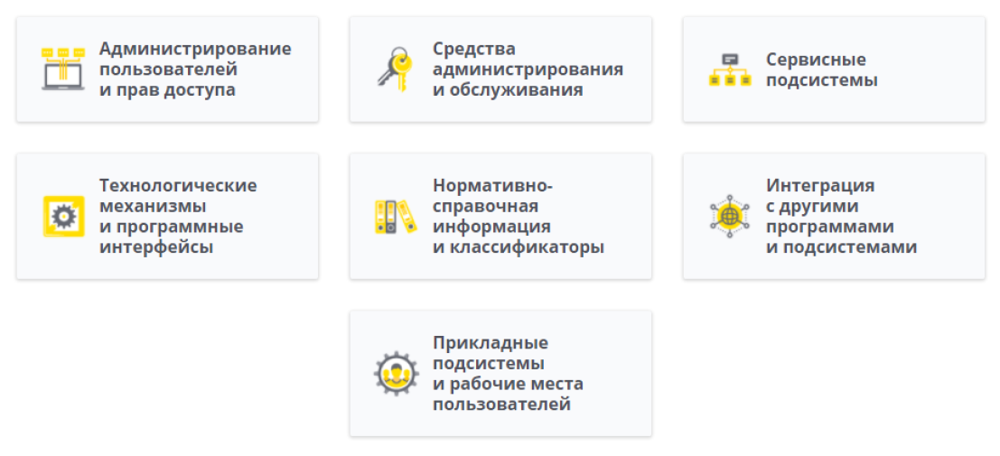 Администрирование
пользователей
и прав доступа
Средства
администрирования
и обслуживания
Сервисные
подсистемы
Технологические
механизмы
и программные
интерфейсы
Нормативно-
справочная
информация
и классификаторы
Интеграция
с другими
программами
и подсистемами
Прикладные
подсистемы
и рабочие места
пользователей